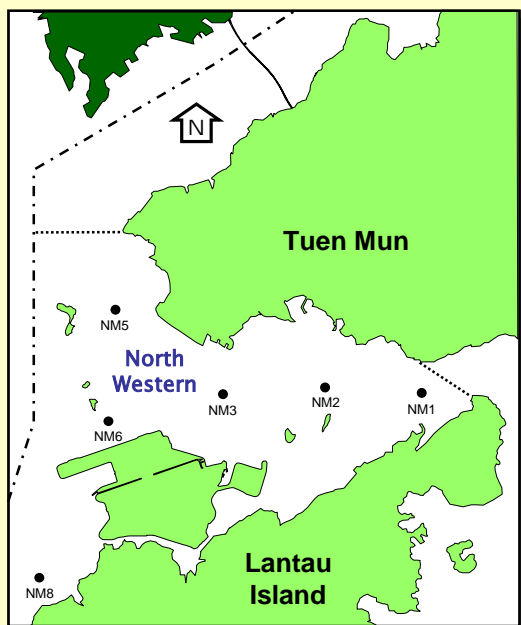 N
Tuen Mun
NM5
North
Western
NM3
NM2
NM1
NM6
Lantau
Island
NM8